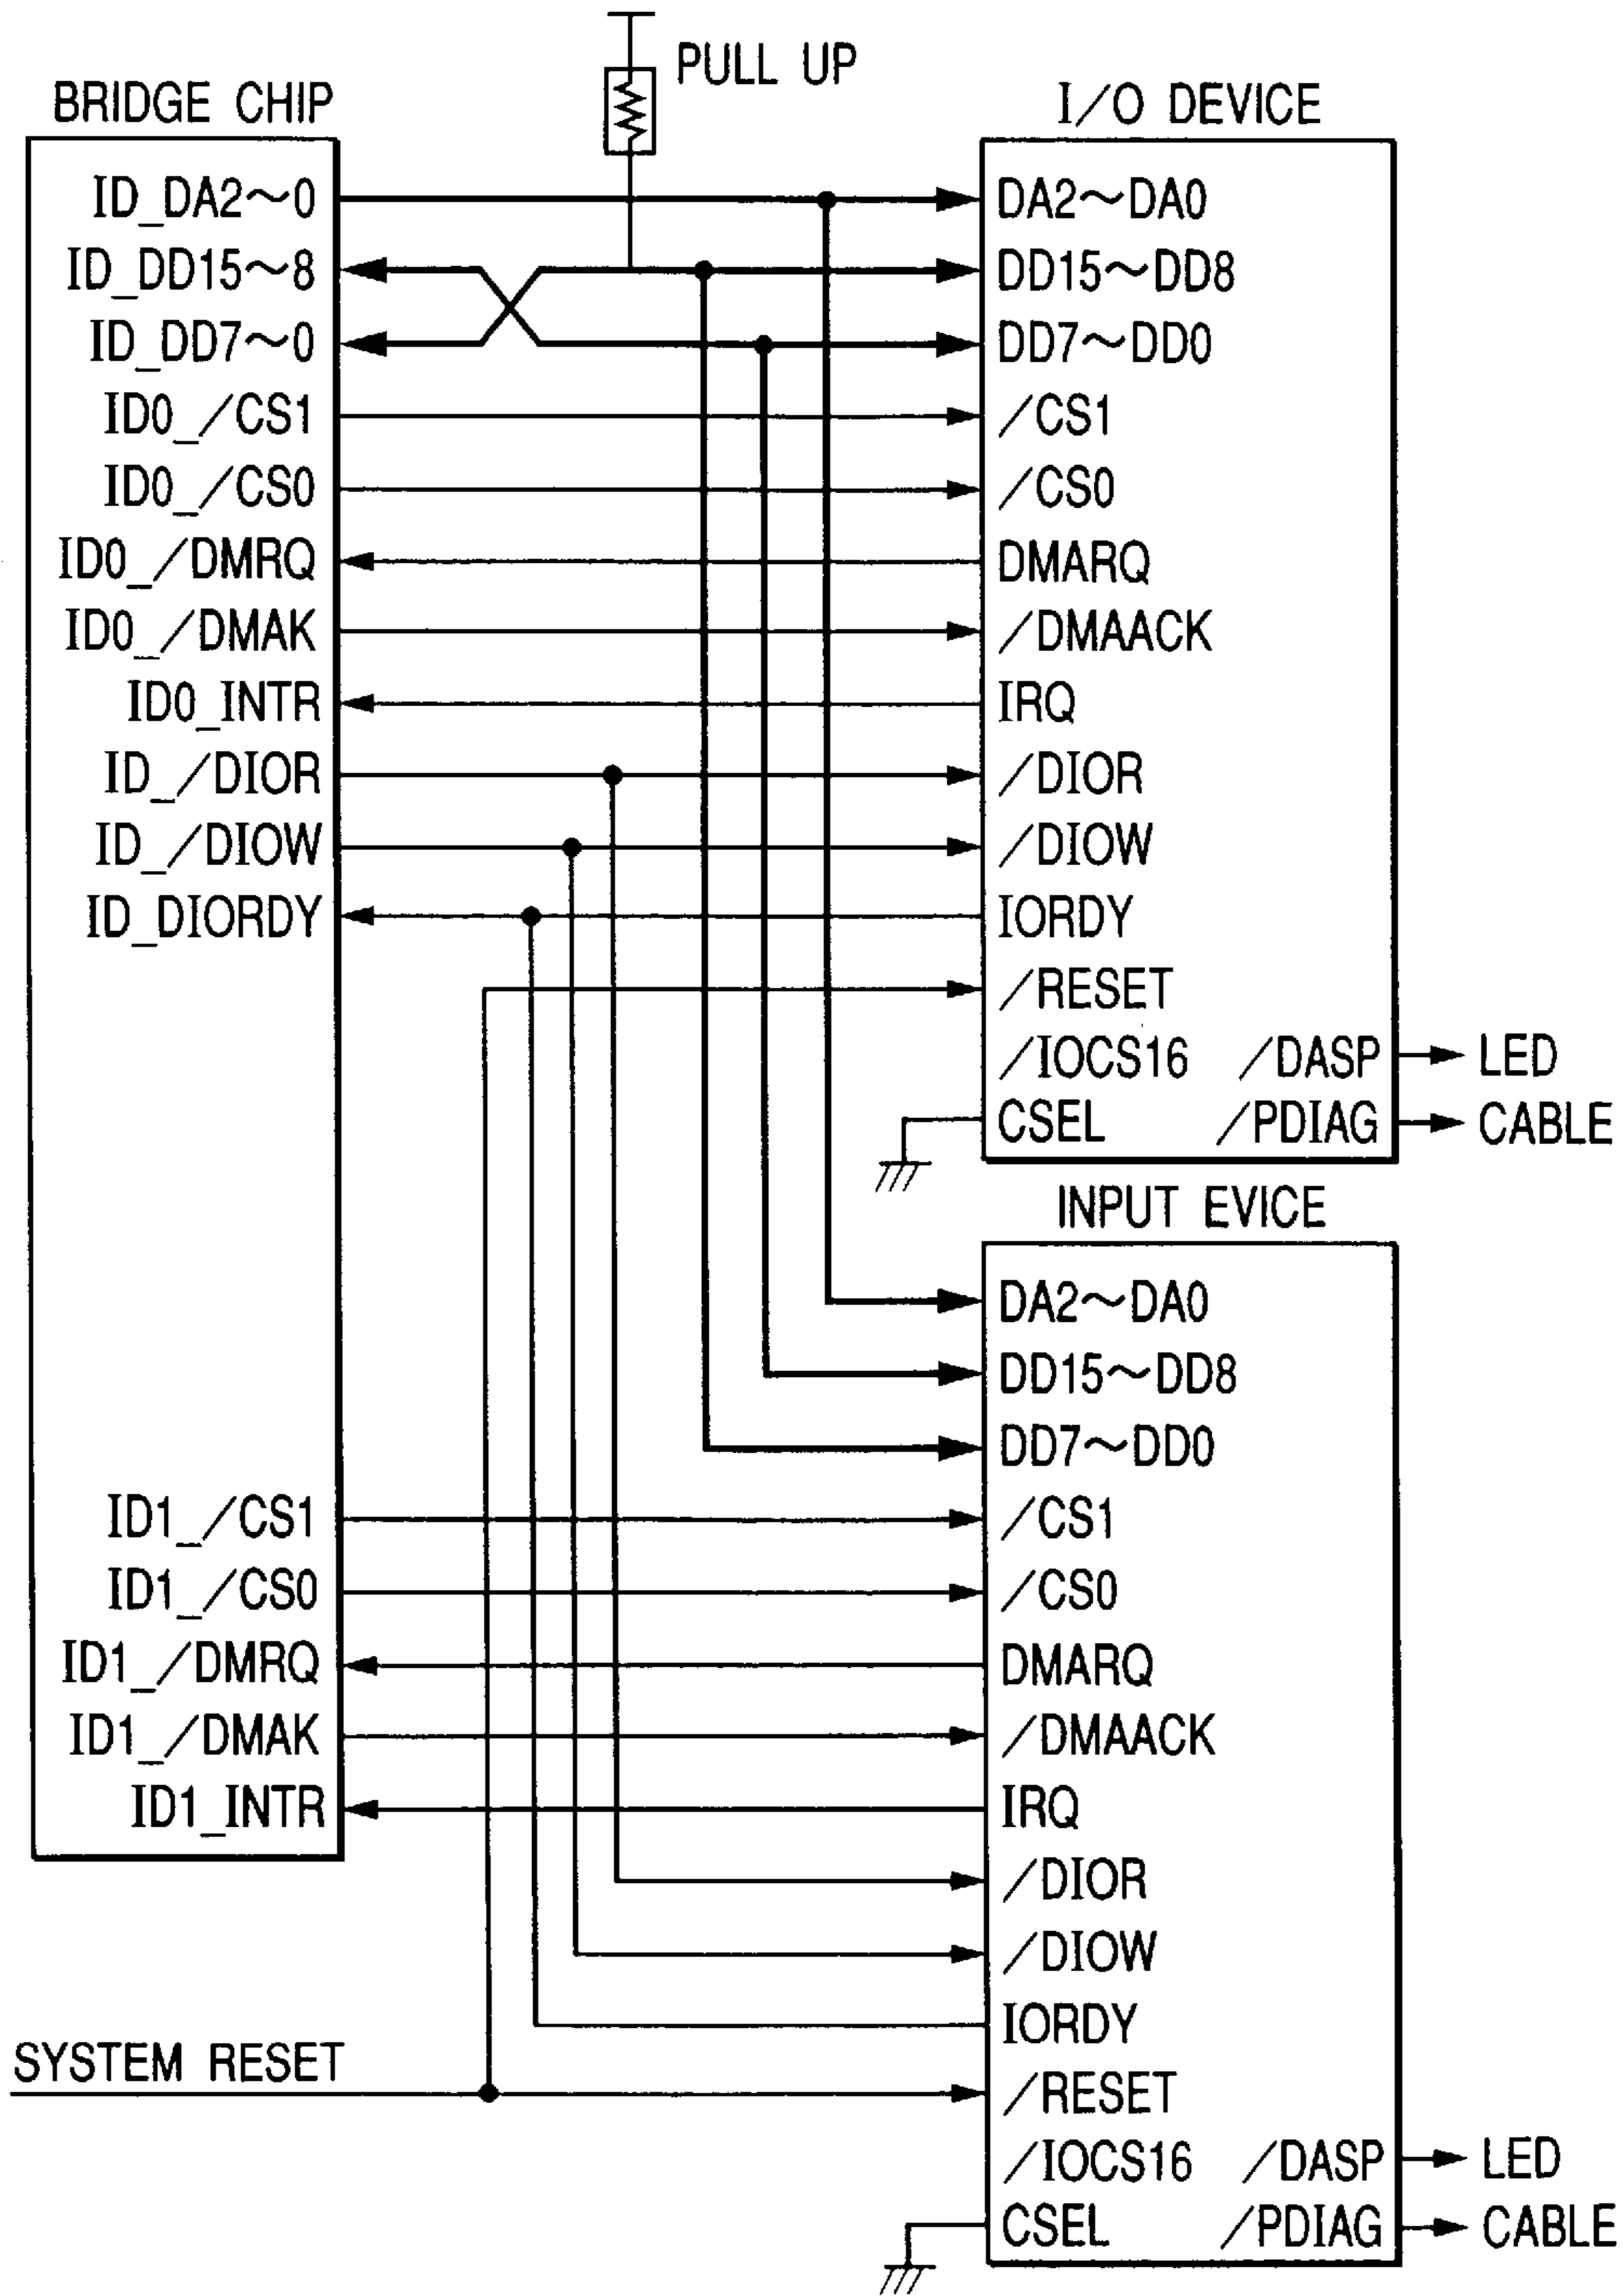 PULL UP
BRIDGE CHIP
ID_DA2～0
ID_DD15～8
ID_DD7～0
ID0_/CS1
ID0_/CS0
ID0_/DMRQ
ID0_/DMAK
ID0_INTR
ID_/DIOR
ID_/DIOW
ID_DIORDY
ID1_/CS1
ID1_/CS0
ID1_/DMRQ
ID1_/DMAK
ID1_INTR
SYSTEM RESET
I/O DEVICE
DA2～DA0
DD15～DD8
DD7～DD0
/CS1
/CS0
DMARQ
/DMAACK
IRQ
/DIOR
/DIOW
IORDY
/RESET
/IOCS16 /DASP LED
CSEL /PDIAG CABLE
INPUT EVICE
DA2～DA0
DD15～DD8
DD7～DD0
/CS1
/CS0
DMARQ
/DMAACK
IRQ
/DIOR
/DIOW
IORDY
/RESET
/IOCS16 /DASP LED
CSEL /PDIAG CABLE